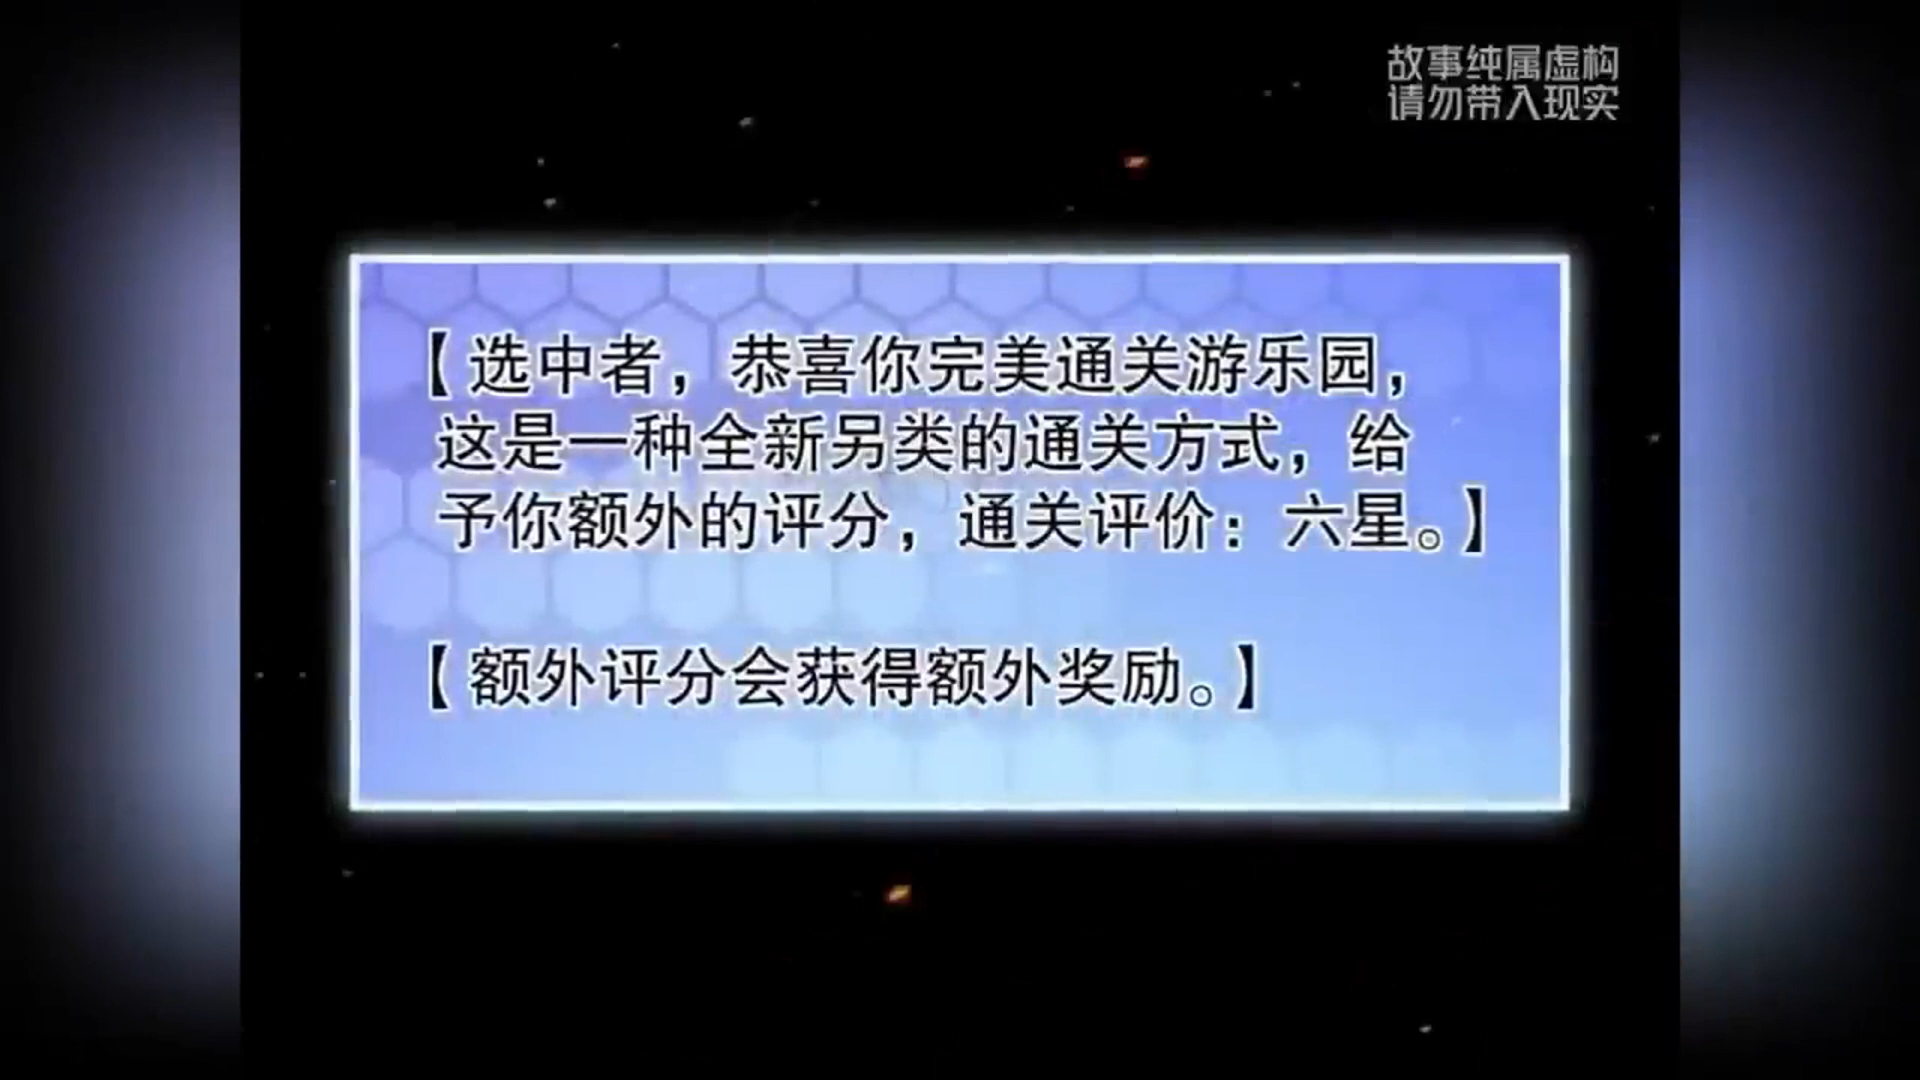 故事纯属虚构
请勿带入现实
【选中者，恭喜你完美通关游乐园，
这是一种全新另类的通关方式，给
予你额外的评分，通关评价：六星。】
【额外评分会获得额外奖励。】